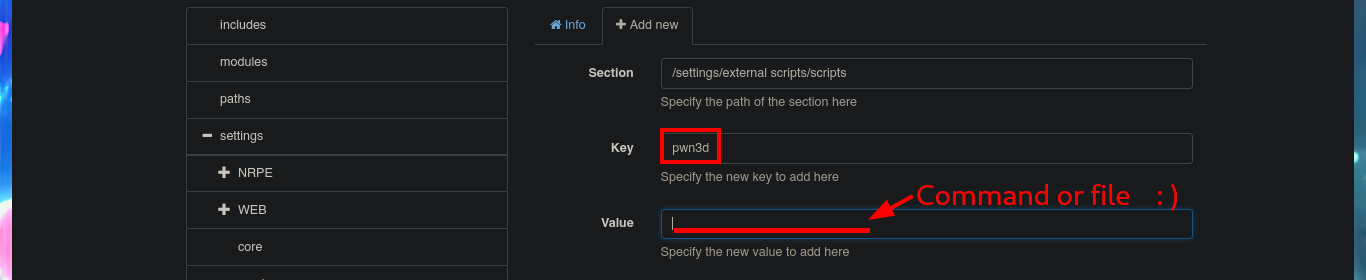 includes
modules
paths
settings
NRPE
WEB
core
Info
Add new
Section
/settings/external scripts/scripts
Specify the path of the section here
Key
pwn3d
Specify the new key to add here
Command or file : )
Value
Specify the new value to add here